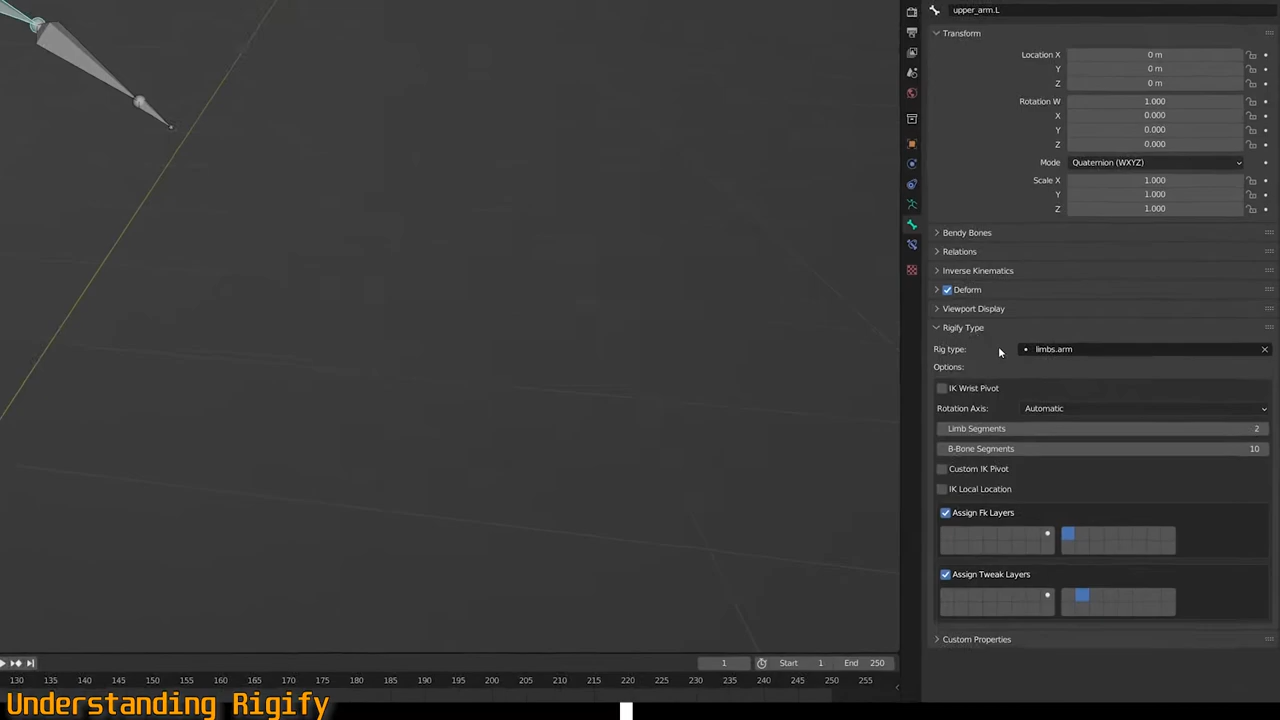 upper_arm.L
Transform
Location X 0 m
Y 0 m
Z 0 m
Rotation W 1.000
X 0.000
Y 0.000
Z 0.000
Mode Quaternion (WXYZ)
Scale X 1.000
Y 1.000
Z 1.000
Bendy Bones
Relations
Inverse Kinematics
Deform
Viewport Display
Rigify Type
Rig type: limbs.arm
Options:
IK Wrist Pivot
Rotation Axis: Automatic
Limb Segments 2
B-Bone Segments 10
Custom IK Pivot
IK Local Location
Assign Fk Layers
Assign Tweak Layers
Custom Properties
1 Start 1 End 250
130 135 140 145 150 155 160 165 170 175 180 185 190 195 200 205 210 215 220 225 230 235 240 245 250 255
Understanding Rigify